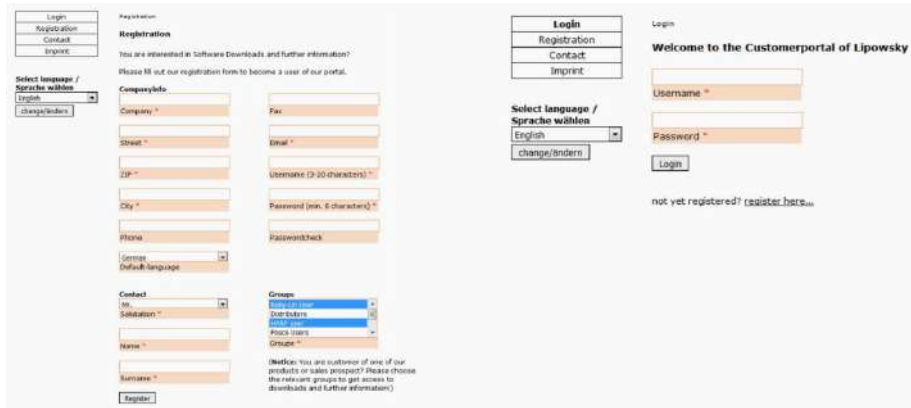 Login
Registration
Contact
Imprint
Select language /
Sprache wählen
English
change/ändern
Registration
Registration
You are interested in Software Downloads and further information?
Please fill out our registration form to become a user of our portal.
CompanyInfo
Company *
Fax
Street *
Email *
ZIP *
Username (3-20 characters) *
City *
Password (min. 6 characters) *
Phone
Passwordcheck
German
Default-language
Contact
Mr.
Salutation *
Name *
Surname *
Register
Groups
Distributors
Groups *
(Notice: You are customer of one of our
products or sales prospect? Please choose
the relevant groups to get access to
downloads and further information!)
Login
Registration
Contact
Imprint
Select language /
Sprache wählen
English
change/ändern
Login
Welcome to the Customerportal of Lipowsky
Username *
Password *
Login
not yet registered? register here...